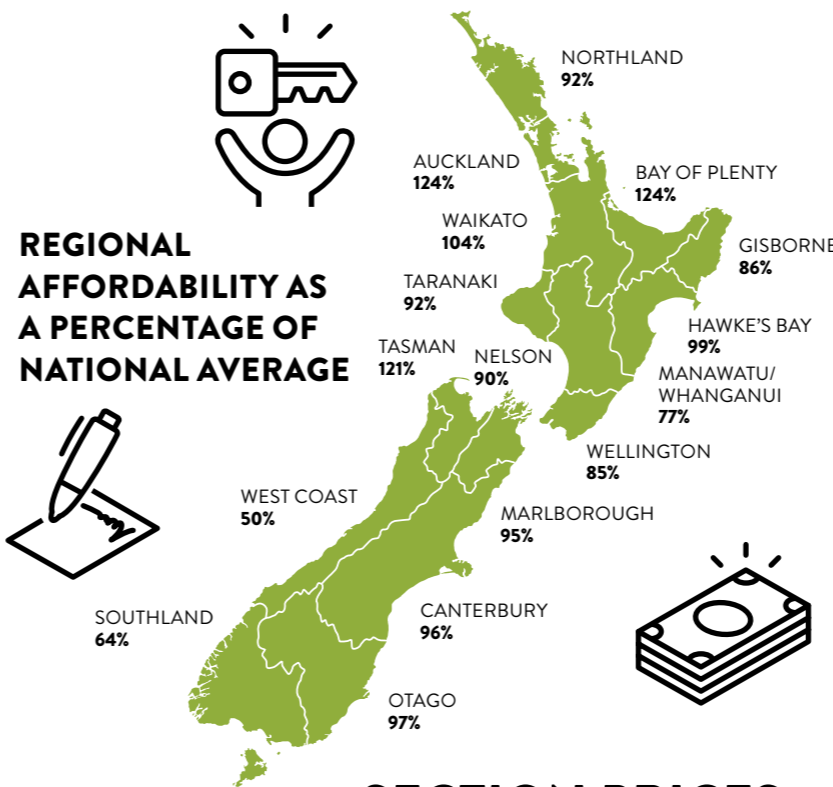 NORTHLAND
92%
AUCKLAND
124%
BAY OF PLENTY
124%
WAIKATO
104%
REGIONAL
AFFORDABILITY AS
A PERCENTAGE OF
NATIONAL AVERAGE
GISBORNE
86%
TARANAKI
92%
HAWKE'S BAY
99%
TASMAN
121%
NELSON
90%
MANAWATU/
WHANGANUI
77%
WELLINGTON
85%
WEST COAST
50%
MARLBOROUGH
95%
SOUTHLAND
64%
CANTERBURY
96%
OTAGO
97%
SECTION PRICES